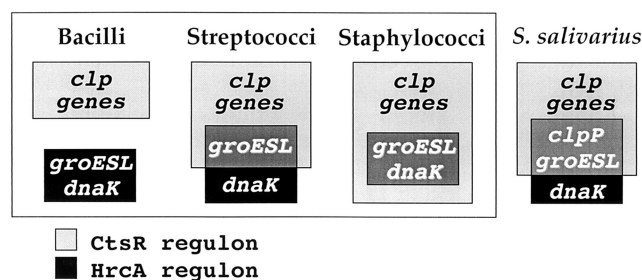 Bacilli Streptococci Staphylococci S. salivarius
clp
genes
groESL
dnaK
clp
genes
groESL
dnaK
clp
genes
groESL
dnaK
clp
genes
clpP
groESL
dnaK
CtsR regulon
HrcA regulon